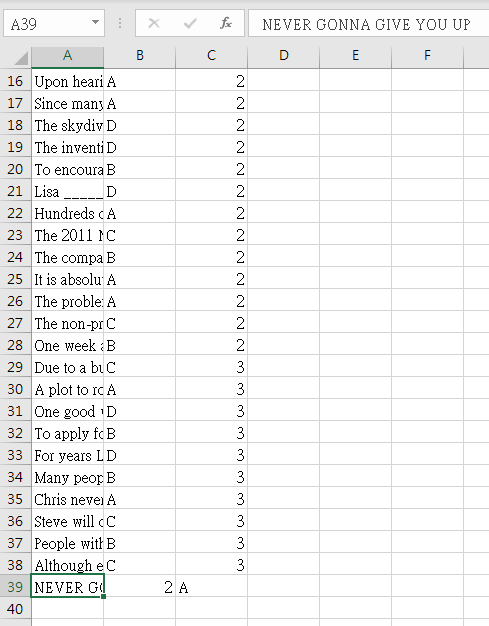 A39 fx NEVER GONNA GIVE YOU UP
A B C D E F
16 Upon heari A 2
17 Since many A 2
18 The skydiv D 2
19 The inventi D 2
20 To encoura B 2
21 Lisa _____ D 2
22 Hundreds o A 2
23 The 2011 N C 2
24 The compa B 2
25 It is absolu A 2
26 The proble A 2
27 The non-pr C 2
28 One week a B 2
29 Due to a bu C 3
30 A plot to ro A 3
31 One good w D 3
32 To apply fo B 3
33 For years L D 3
34 Many peop B 3
35 Chris never A 3
36 Steve will c C 3
37 People with B 3
38 Although e C 3
39 NEVER GO 2 A
40